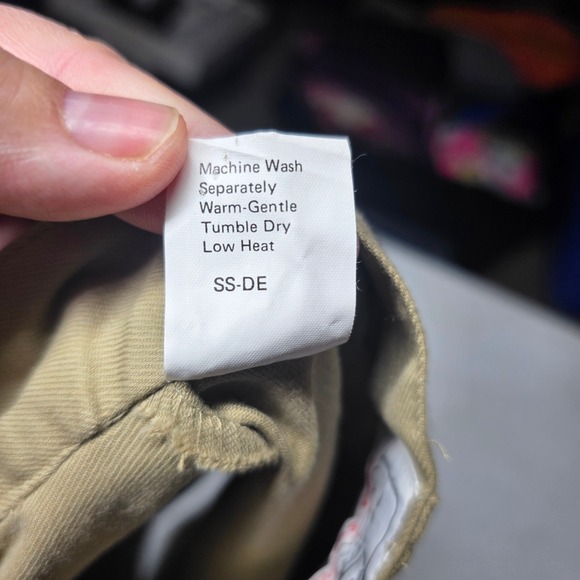 Machine Wash
Separately
Warm-Gentle
Tumble Dry
Low Heat
SS-DE